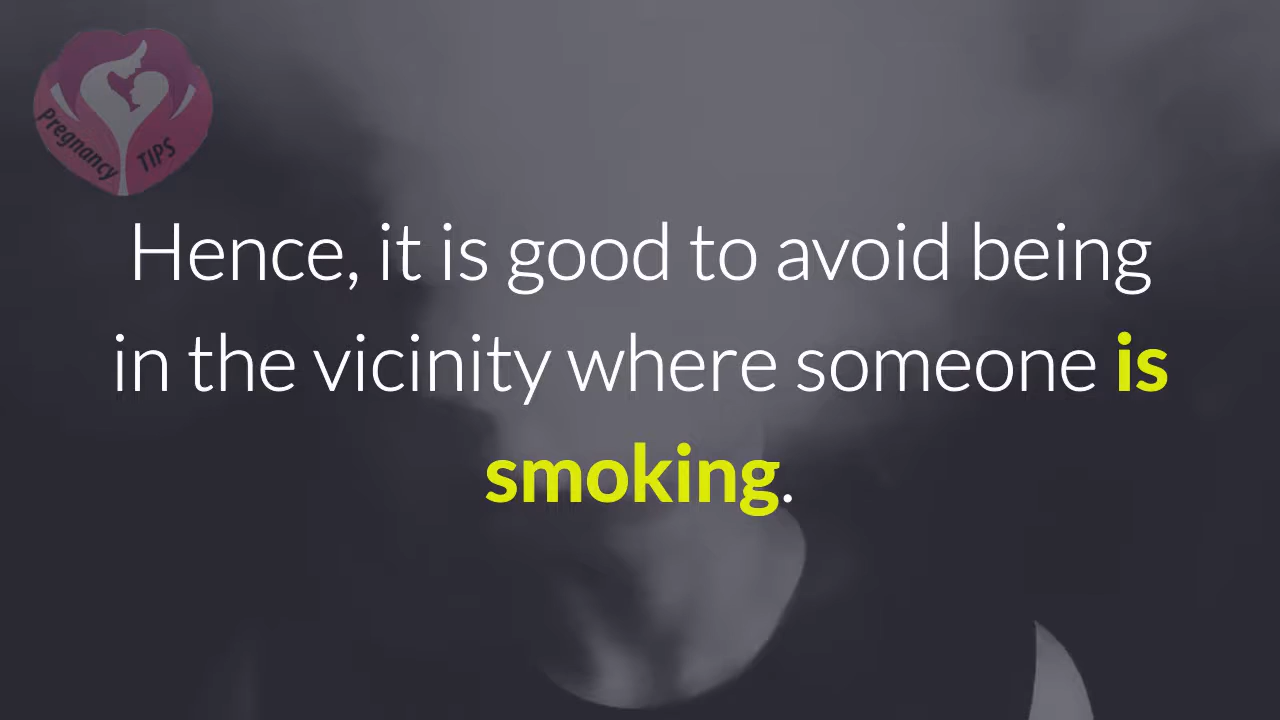 Pregnancy TIPS
Hence, it is good to avoid being
in the vicinity where someone is
smoking.